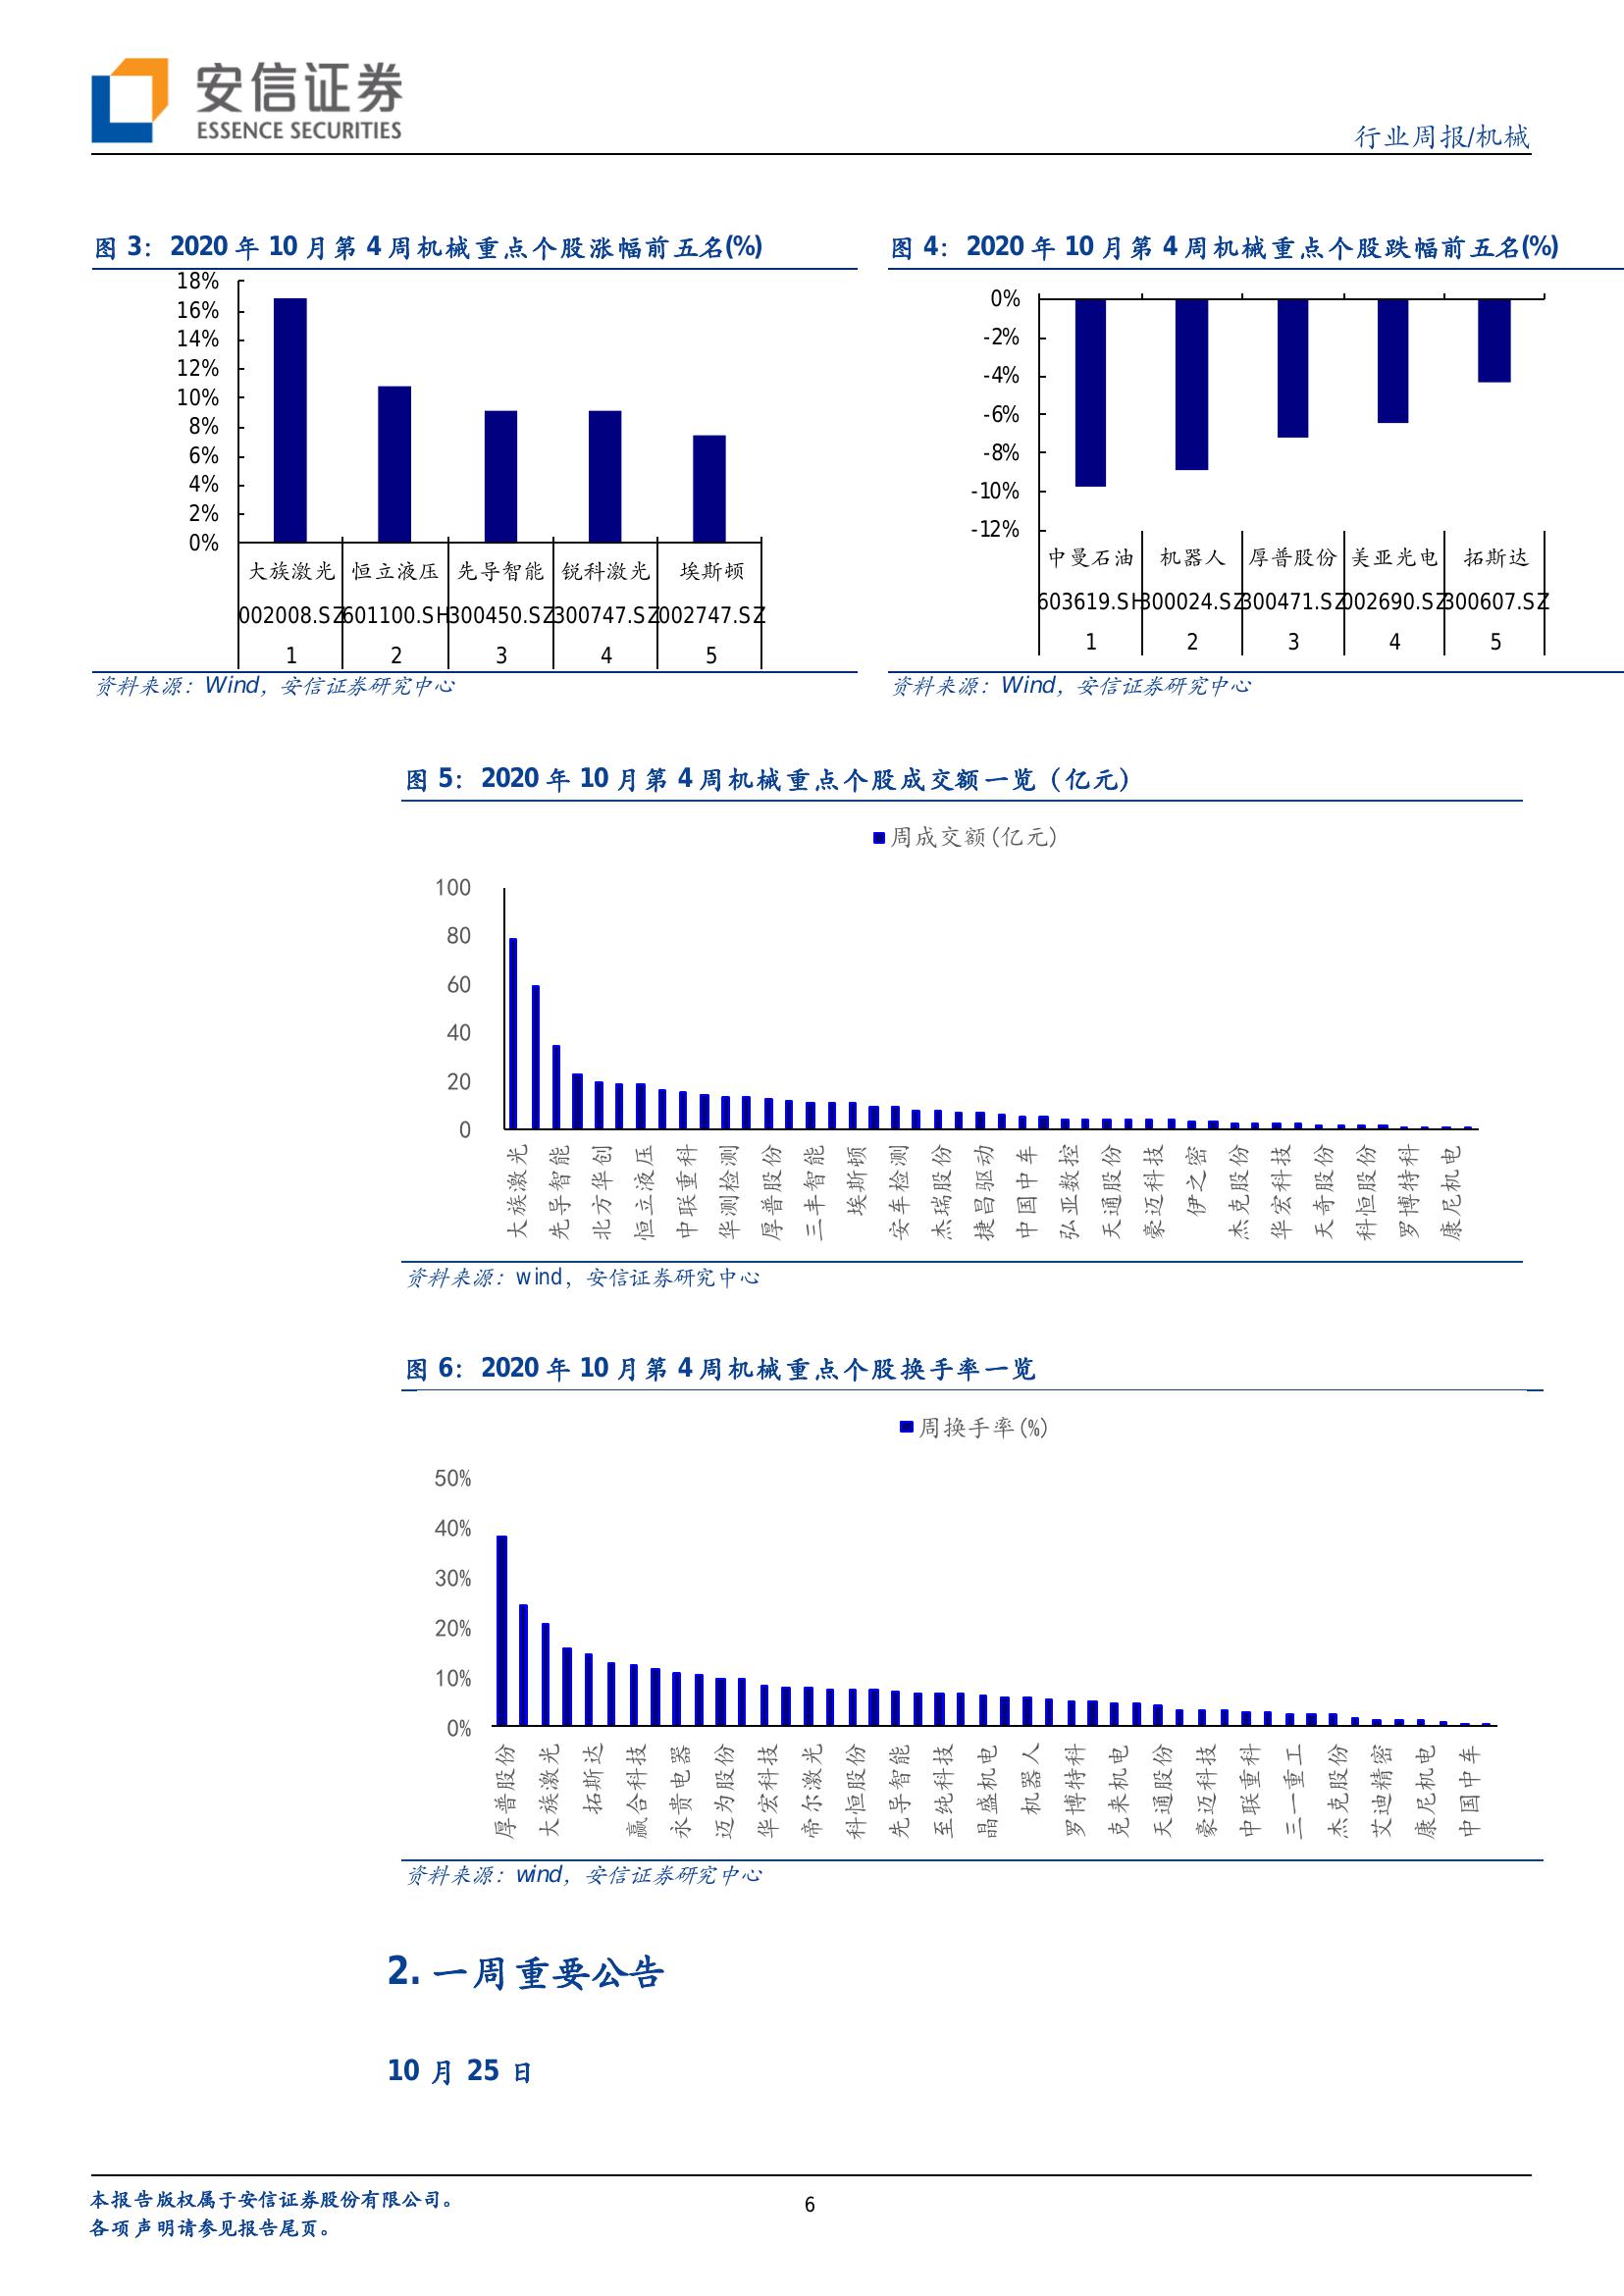 安信证券
ESSENCE SECURITIES
行业周报/机械
图 3：2020 年 10 月第 4 周机械重点个股涨幅前五名(%)
18%
16%
14%
12%
10%
8%
6%
4%
2%
0%
大族激光 恒立液压 先导智能 锐科激光 埃斯顿
002008.SZ 601100.SH 300450.SZ 300747.SZ 002747.SZ
1 2 3 4 5
资料来源：Wind，安信证券研究中心
图 4：2020 年 10 月第 4 周机械重点个股跌幅前五名(%)
0%
-2%
-4%
-6%
-8%
-10%
-12%
中曼石油 机器人 厚普股份 美亚光电 拓斯达
603619.SH 300024.SZ 300471.SZ 002690.SZ 300607.SZ
1 2 3 4 5
资料来源：Wind，安信证券研究中心
图 5：2020 年 10 月第 4 周机械重点个股成交额一览（亿元）
周成交额(亿元)
100
80
60
40
20
0
大族激光
先导智能
北方华创
恒立液压
中联重科
华测检测
厚普股份
三丰智能
埃斯顿
安车检测
杰瑞股份
捷昌驱动
中国中车
弘亚数控
天通股份
豪迈科技
伊之密
杰克股份
华宏科技
天奇股份
科恒股份
罗博特科
康尼机电
资料来源：wind，安信证券研究中心
图 6：2020 年 10 月第 4 周机械重点个股换手率一览
周换手率(%)
50%
40%
30%
20%
10%
0%
厚普股份
大族激光
拓斯达
赢合科技
永贵电器
迈为股份
华宏科技
帝尔激光
科恒股份
先导智能
至纯科技
晶盛机电
机器人
罗博特科
克来机电
天通股份
豪迈科技
中联重科
三一重工
杰克股份
艾迪精密
康尼机电
中国中车
资料来源：wind，安信证券研究中心
2. 一周重要公告
10 月 25 日
本报告版权属于安信证券股份有限公司。
各项声明请参见报告尾页。
6